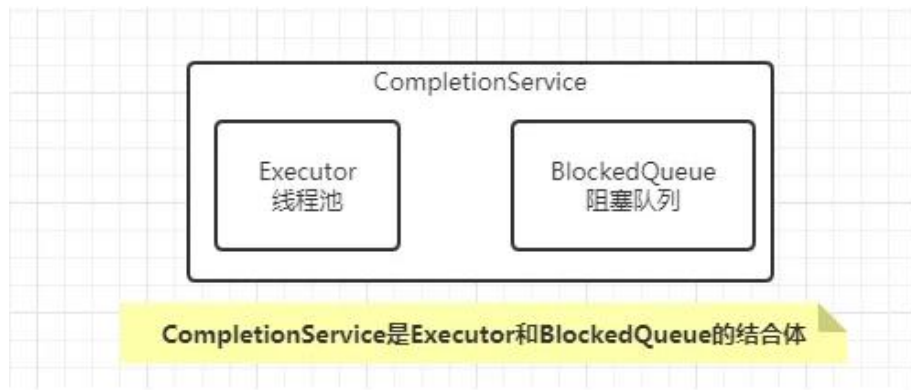 CompletionService
Executor
线程池
BlockedQueue
阻塞队列
CompletionService是Executor和BlockedQueue的结合体